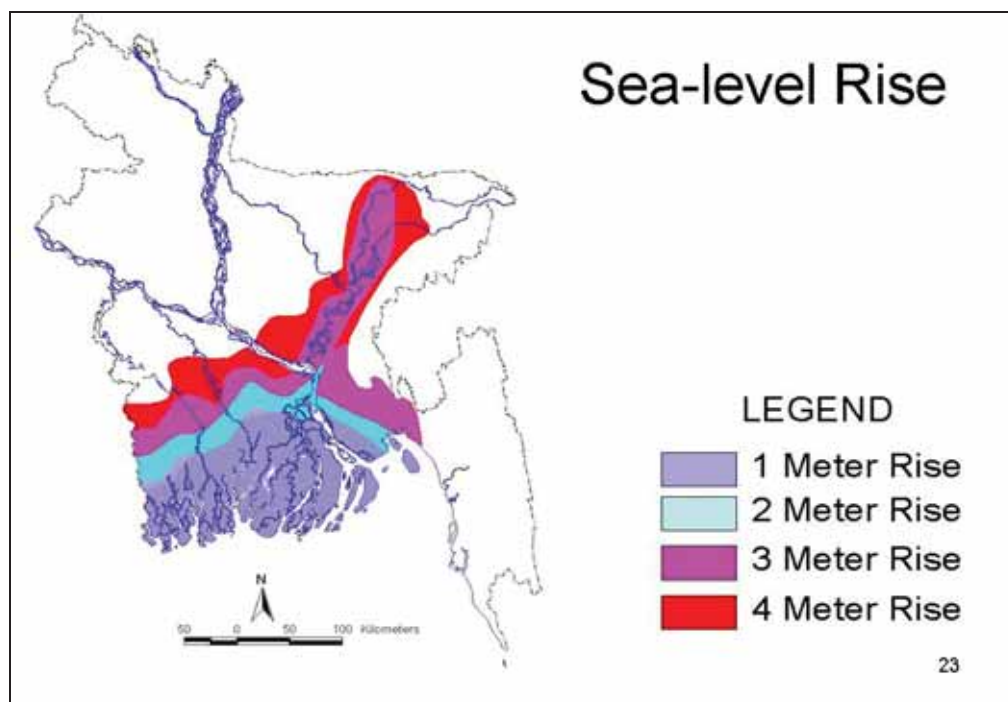 Sea-level Rise
LEGEND
1 Meter Rise
2 Meter Rise
3 Meter Rise
4 Meter Rise
N
50 0 50 100 Kilometers
23